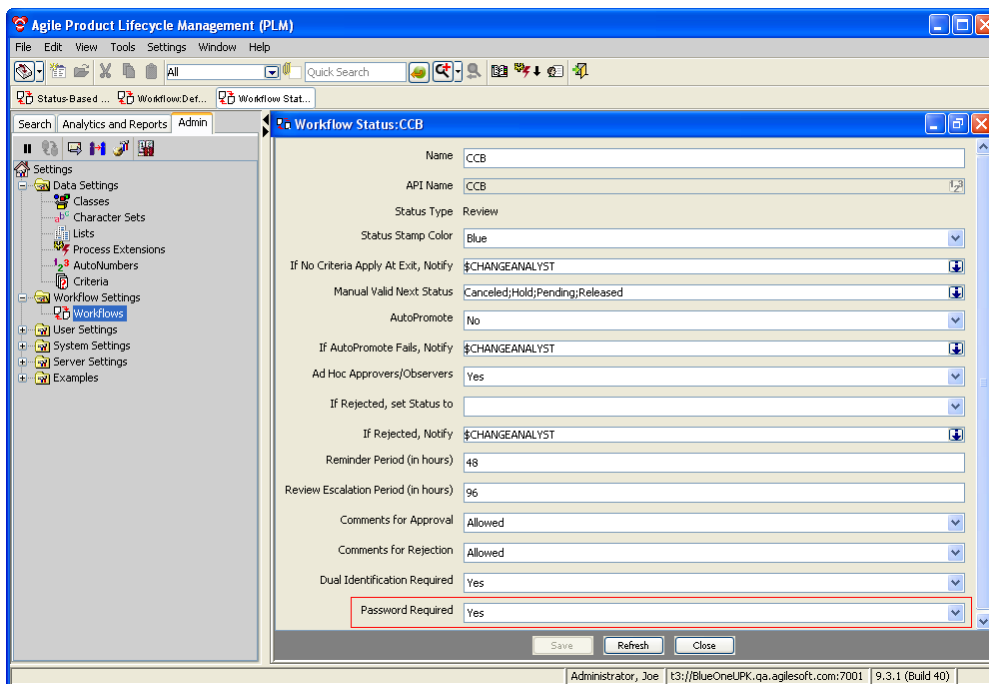 Agile Product Lifecycle Management (PLM)
File Edit View Tools Settings Window Help
All Quick Search
Status-Based ... Workflow:Def... Workflow Stat...
Search Analytics and Reports Admin
Settings
Data Settings
Classes
Character Sets
Lists
Process Extensions
AutoNumbers
Criteria
Workflow Settings
Workflows
User Settings
System Settings
Server Settings
Examples
Workflow Status:CCB
Name CCB
API Name CCB
Status Type Review
Status Stamp Color Blue
If No Criteria Apply At Exit, Notify $CHANGEANALYST
Manual Valid Next Status Canceled;Hold;Pending;Released
AutoPromote No
If AutoPromote Fails, Notify $CHANGEANALYST
Ad Hoc Approvers/Observers Yes
If Rejected, set Status to
If Rejected, Notify $CHANGEANALYST
Reminder Period (in hours) 48
Review Escalation Period (in hours) 96
Comments for Approval Allowed
Comments for Rejection Allowed
Dual Identification Required Yes
Password Required Yes
Save Refresh Close
Administrator, Joe t3://BlueOneUPK.qa.agilesoft.com:7001 9.3.1 (Build 40)